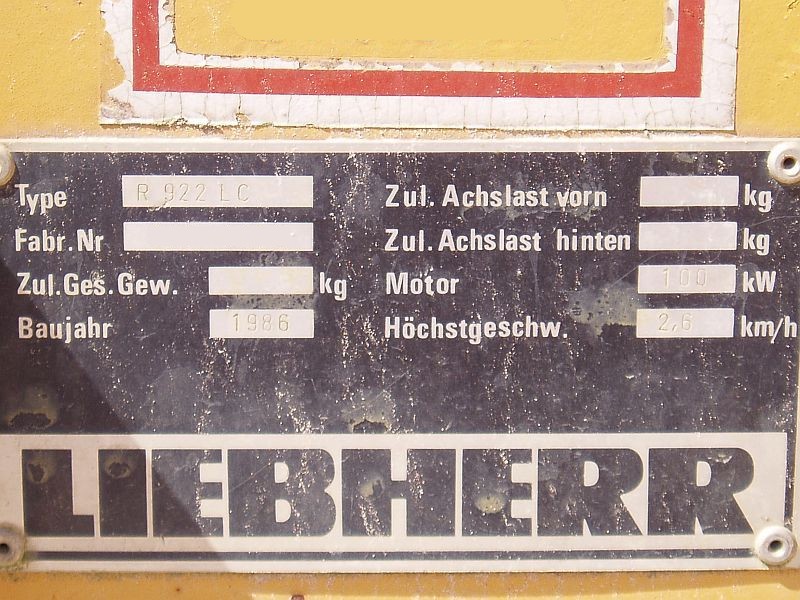 Type R 922 LC Zul. Achslast vorn kg
Fabr.Nr Zul. Achslast hinten kg
Zul.Ges.Gew. kg Motor 100 kW
Baujahr 1986 Höchstgeschw. 2,6 km/h
LIEBHERR